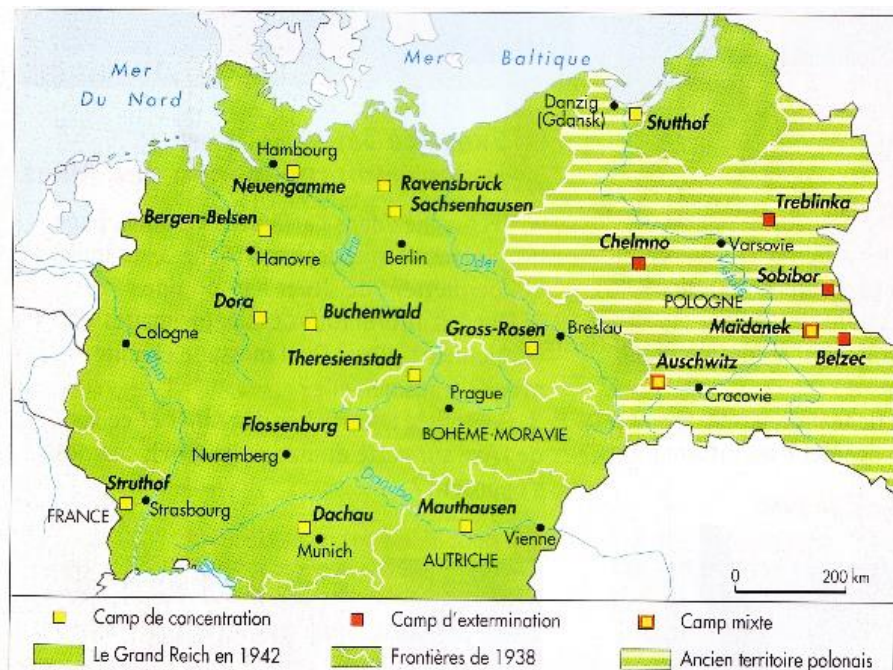 Mer
Du Nord
Mer Baltique
Danzig
(Gdansk)
Stutthof
Hambourg
Neuengamme
Ravensbrück
Sachsenhausen
Bergen-Belsen
Hanovre
Elbe
Berlin
Oder
Treblinka
Chelmno
Varsovie
Vistule
Sobibor
POLOGNE
Dora
Buchenwald
Cologne
Rhin
Gross-Rosen
Breslau
Maïdanek
Belzec
Theresienstadt
Auschwitz
Prague
Cracovie
Flossenburg
BOHÊME-MORAVIE
Nuremberg
Struthof
Strasbourg
FRANCE
Danube
Dachau
Munich
Mauthausen
Vienne
AUTRICHE
0 200 km
Camp de concentration
Camp d'extermination
Camp mixte
Le Grand Reich en 1942
Frontières de 1938
Ancien territoire polonais